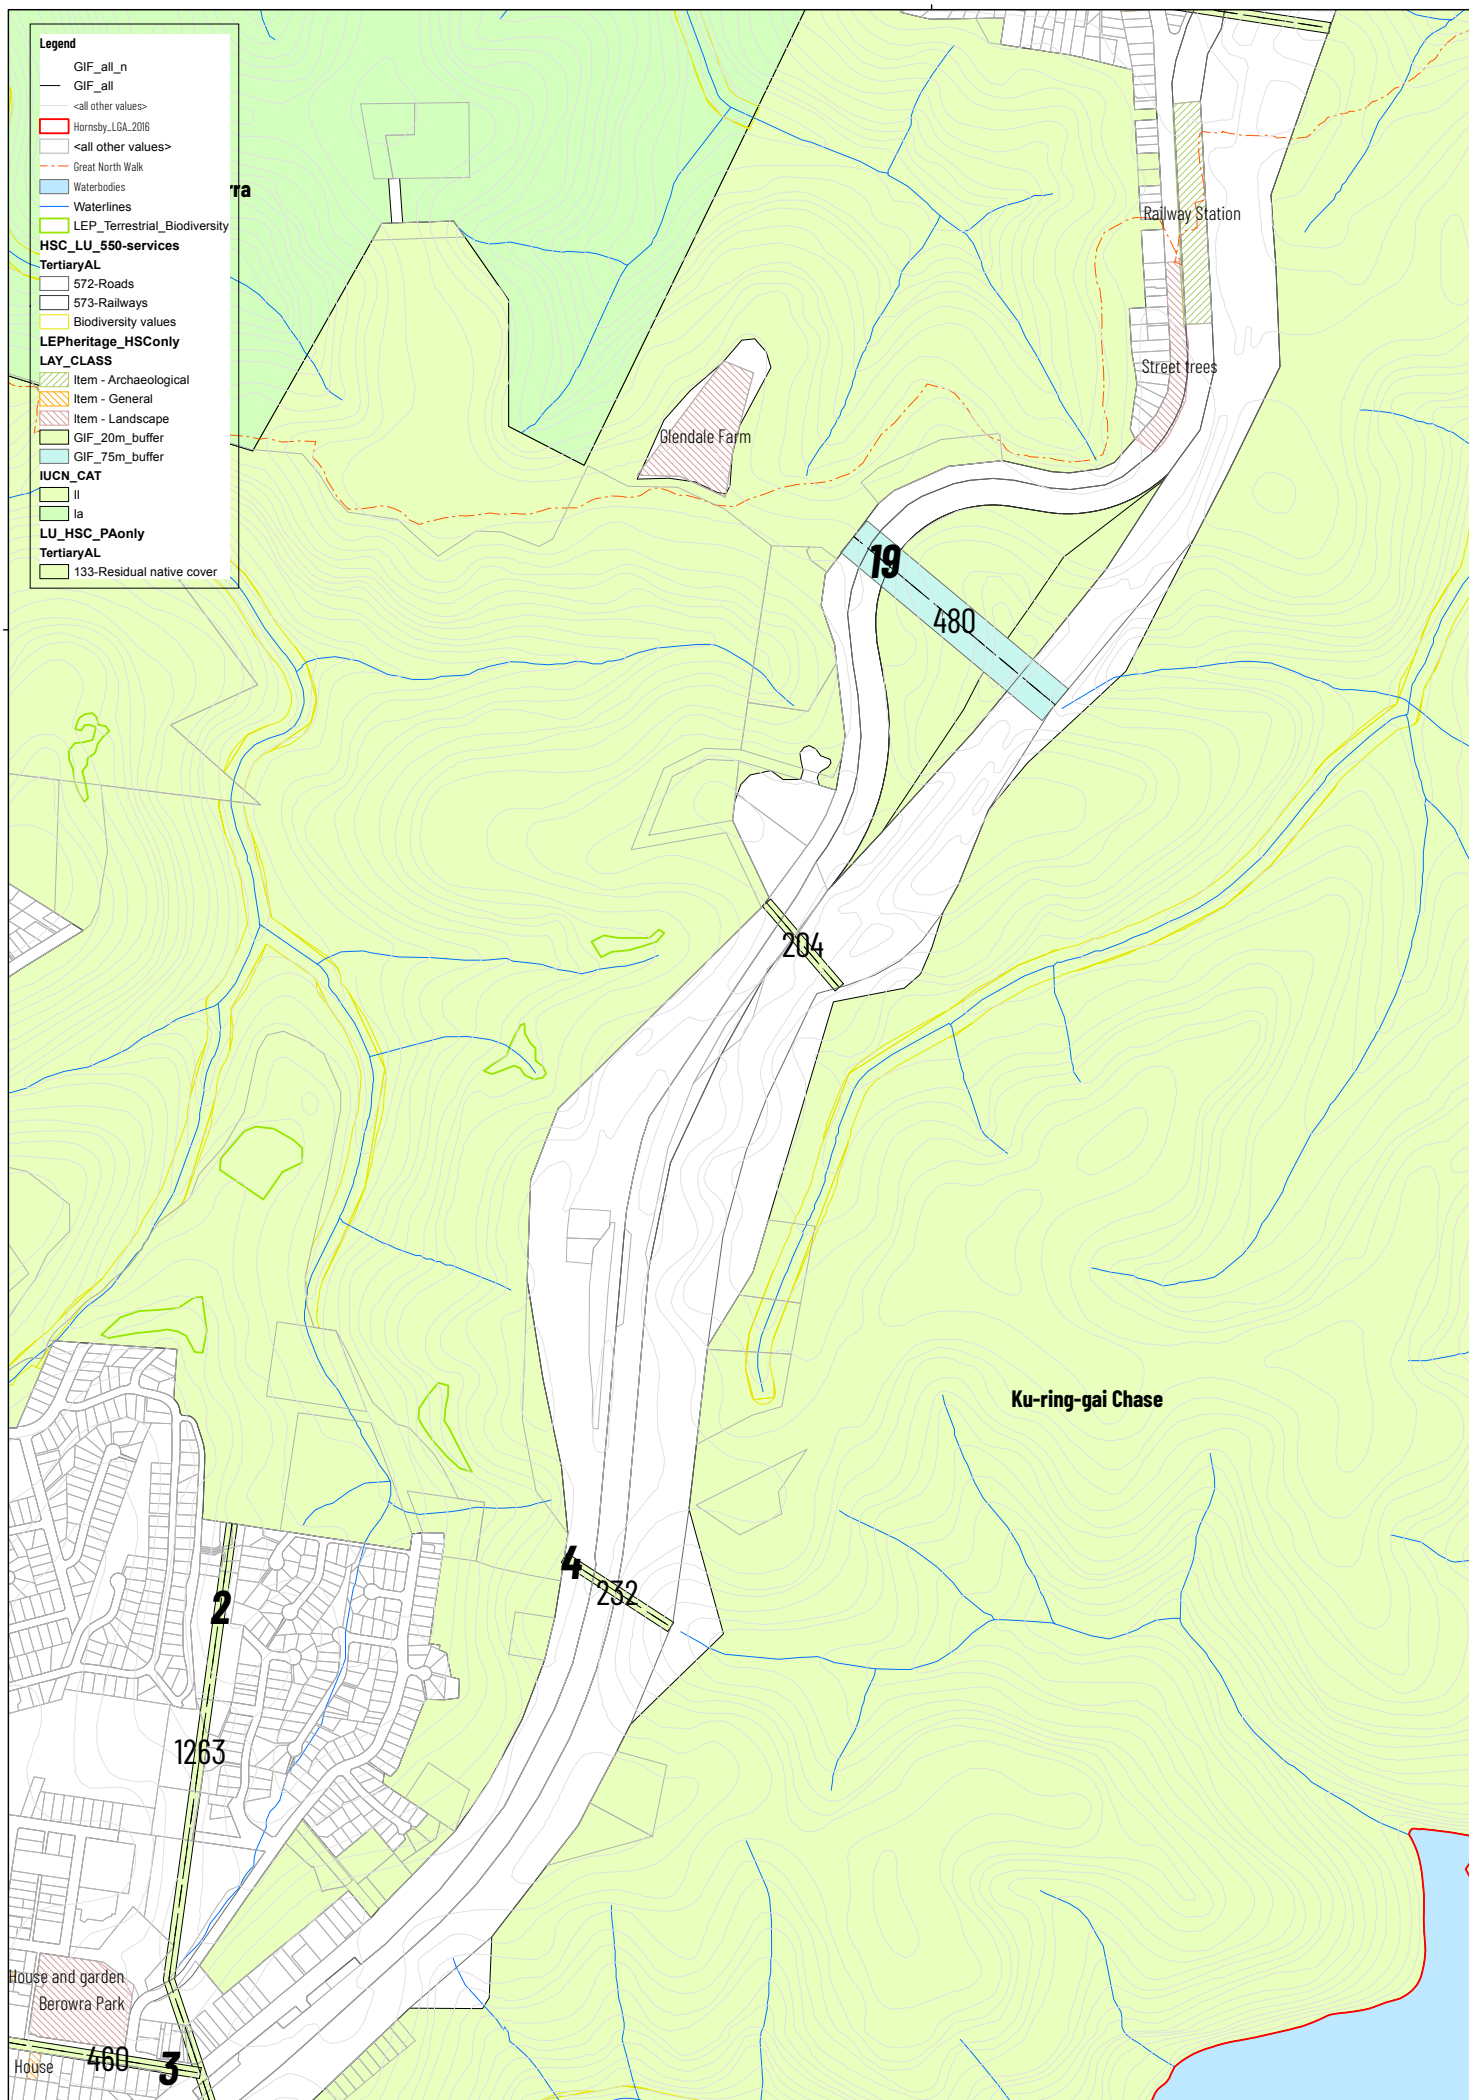 Legend
GIF_all_n
GIF_all
<all other values>
Hornsby_LGA_2016
<all other values>
Great North Walk
Waterbodies
Waterlines
LEP_Terrestrial_Biodiversity
HSC_LU_550-services
TertiaryAL
572-Roads
573-Railways
Biodiversity values
LEPheritage_HSConly
LAY_CLASS
Item - Archaeological
Item - General
Item - Landscape
GIF_20m_buffer
GIF_75m_buffer
IUCN_CAT
II
Ia
LU_HSC_PAonly
TertiaryAL
133-Residual native cover
rra
Railway Station
Street trees
Glendale Farm
19
480
204
Ku-ring-gai Chase
4
232
2
1263
House and garden
Berowra Park
460
3
House